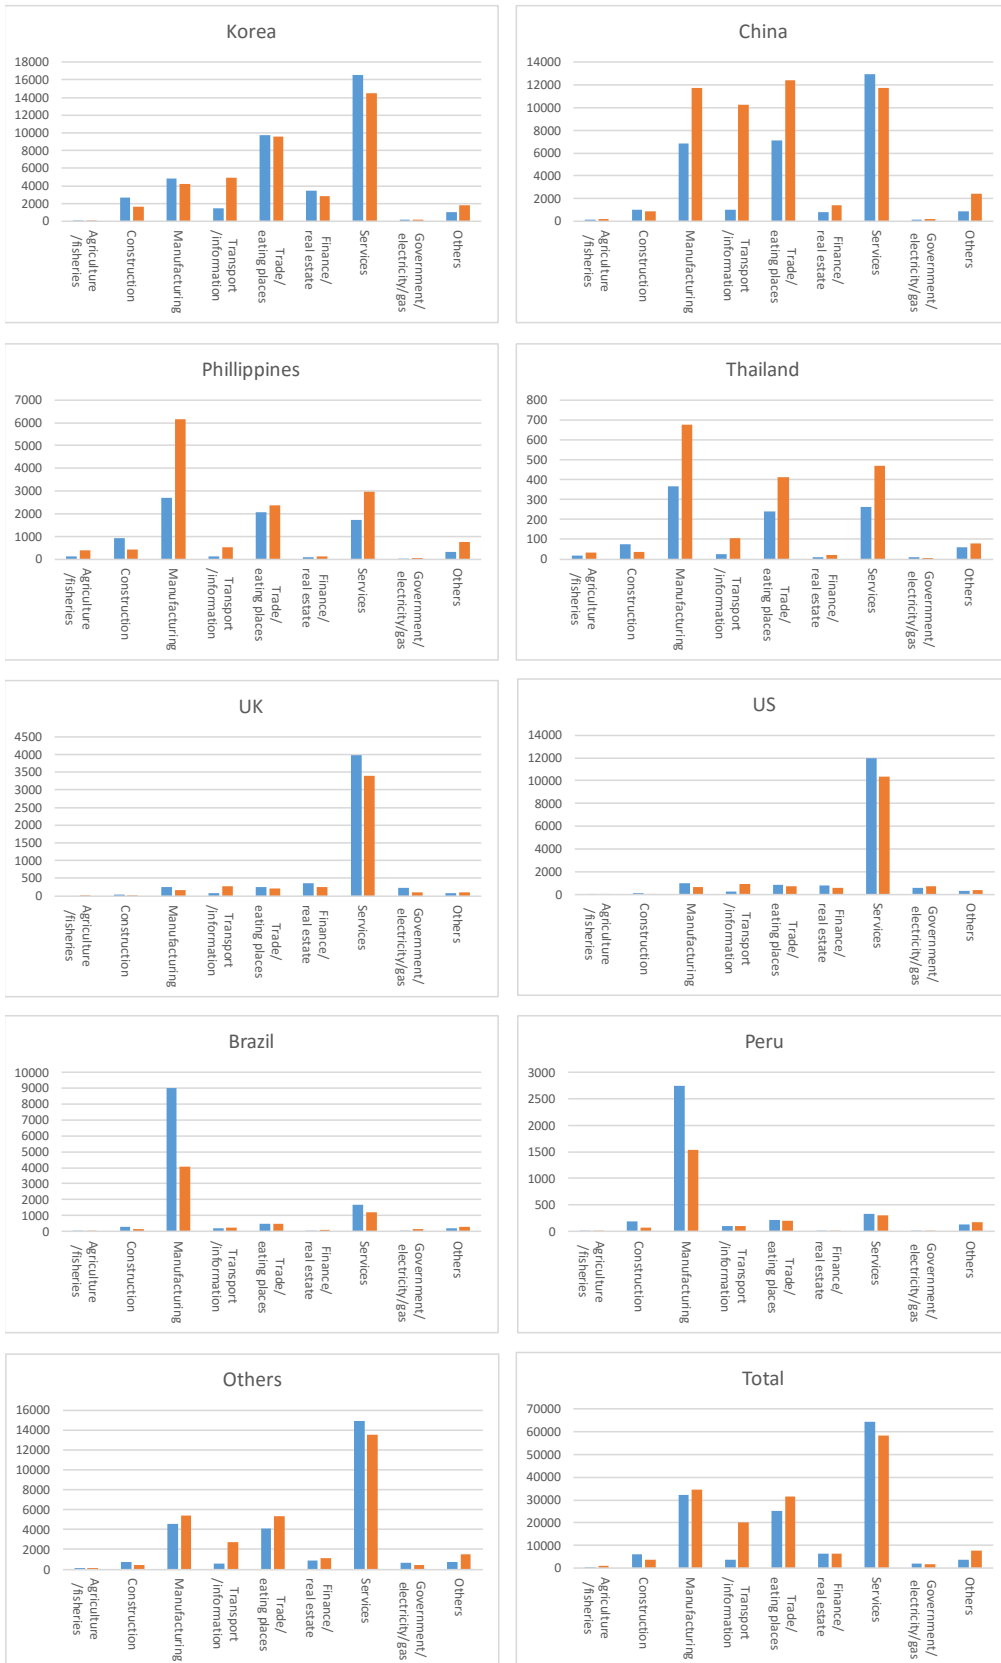 Korea
18000
16000
14000
12000
10000
8000
6000
4000
2000
0
Agriculture
/fisheries
Construction
Manufacturing
Transport
/information
Trade/
eating places
Finance/
real estate
Services
Government/
electricity/gas
Others
China
14000
12000
10000
8000
6000
4000
2000
0
Agriculture
/fisheries
Construction
Manufacturing
Transport
/information
Trade/
eating places
Finance/
real estate
Services
Government/
electricity/gas
Others
Phillippines
7000
6000
5000
4000
3000
2000
1000
0
Agriculture
/fisheries
Construction
Manufacturing
Transport
/information
Trade/
eating places
Finance/
real estate
Services
Government/
electricity/gas
Others
Thailand
800
700
600
500
400
300
200
100
0
Agriculture
/fisheries
Construction
Manufacturing
Transport
/information
Trade/
eating places
Finance/
real estate
Services
Government/
electricity/gas
Others
UK
4500
4000
3500
3000
2500
2000
1500
1000
500
0
Agriculture
/fisheries
Construction
Manufacturing
Transport
/information
Trade/
eating places
Finance/
real estate
Services
Government/
electricity/gas
Others
US
14000
12000
10000
8000
6000
4000
2000
0
Agriculture
/fisheries
Construction
Manufacturing
Transport
/information
Trade/
eating places
Finance/
real estate
Services
Government/
electricity/gas
Others
Brazil
10000
9000
8000
7000
6000
5000
4000
3000
2000
1000
0
Agriculture
/fisheries
Construction
Manufacturing
Transport
/information
Trade/
eating places
Finance/
real estate
Services
Government/
electricity/gas
Others
Peru
3000
2500
2000
1500
1000
500
0
Agriculture
/fisheries
Construction
Manufacturing
Transport
/information
Trade/
eating places
Finance/
real estate
Services
Government/
electricity/gas
Others
Others
16000
14000
12000
10000
8000
6000
4000
2000
0
Agriculture
/fisheries
Construction
Manufacturing
Transport
/information
Trade/
eating places
Finance/
real estate
Services
Government/
electricity/gas
Others
Total
70000
60000
50000
40000
30000
20000
10000
0
Agriculture
/fisheries
Construction
Manufacturing
Transport
/information
Trade/
eating places
Finance/
real estate
Services
Government/
electricity/gas
Others